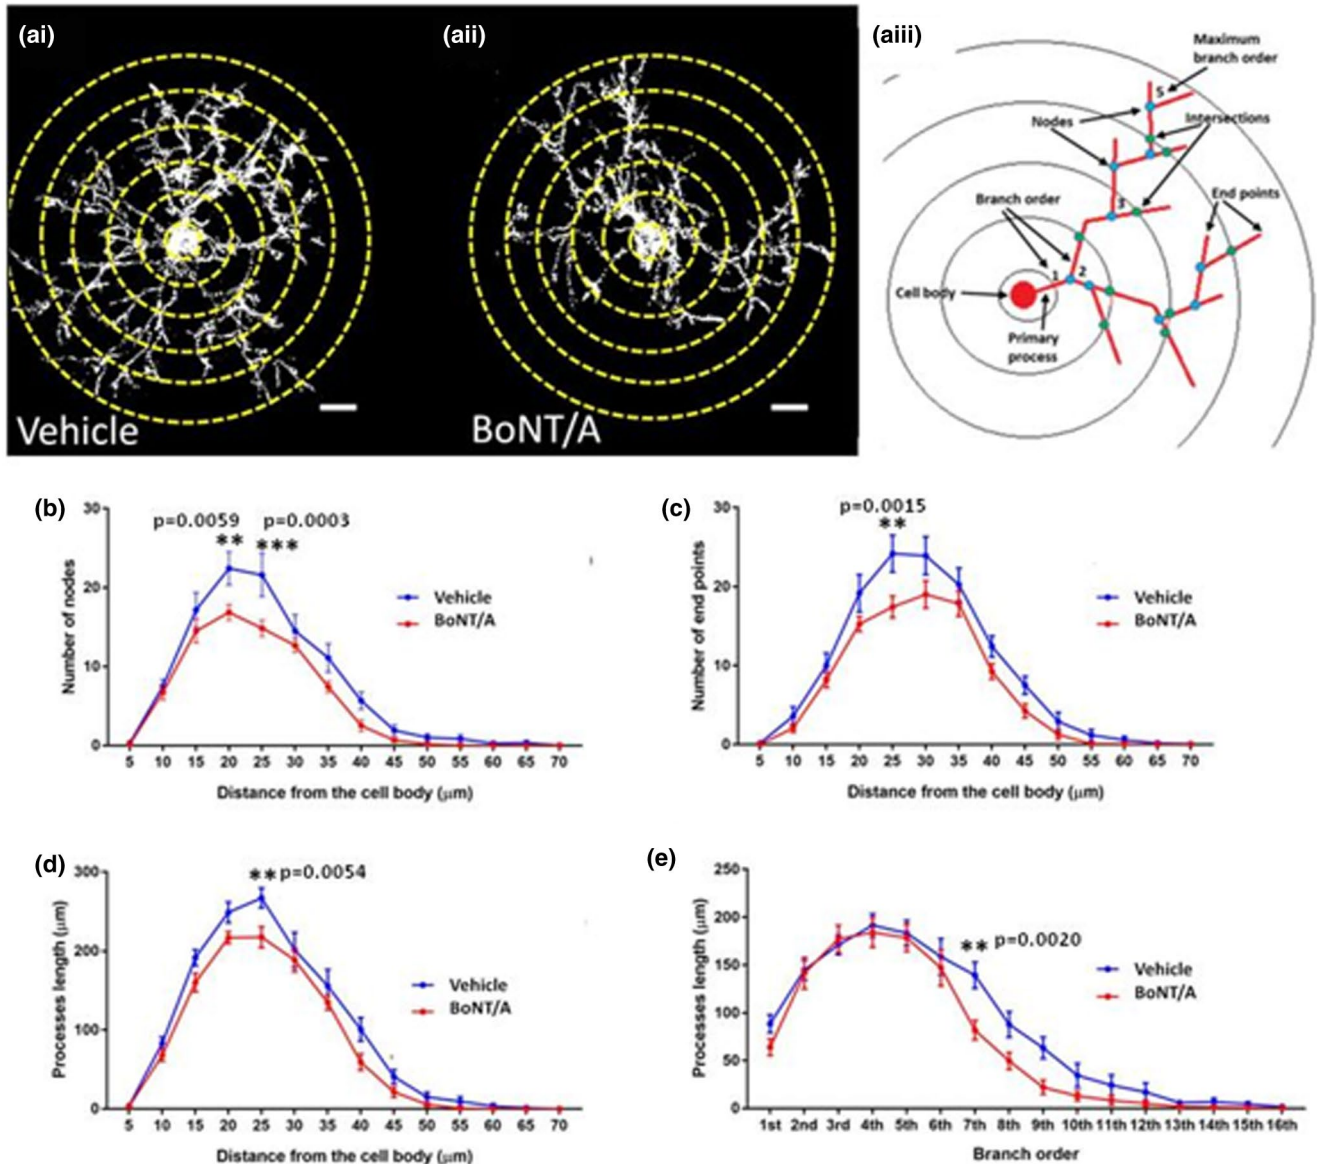 (ai)
Vehicle
(aii)
BoNT/A
(aiii)
Maximum
branch order
5
Nodes
Intersections
Branch order
3
End points
1
2
Cell body
Primary
process
(b)
p=0.0059 p=0.0003
** ***
Number of nodes
30
20
10
0
Vehicle
BoNT/A
5 10 15 20 25 30 35 40 45 50 55 60 65 70
Distance from the cell body (μm)
(c)
p=0.0015
**
Number of end points
30
20
10
0
Vehicle
BoNT/A
5 10 15 20 25 30 35 40 45 50 55 60 65 70
Distance from the cell body (μm)
(d)
** p=0.0054
Processes length (μm)
300
200
100
0
Vehicle
BoNT/A
5 10 15 20 25 30 35 40 45 50 55 60 65 70
Distance from the cell body (μm)
(e)
** p=0.0020
Processes length (μm)
250
200
150
100
50
0
Vehicle
BoNT/A
1st 2nd 3rd 4th 5th 6th 7th 8th 9th 10th 11th 12th 13th 14th 15th 16th
Branch order